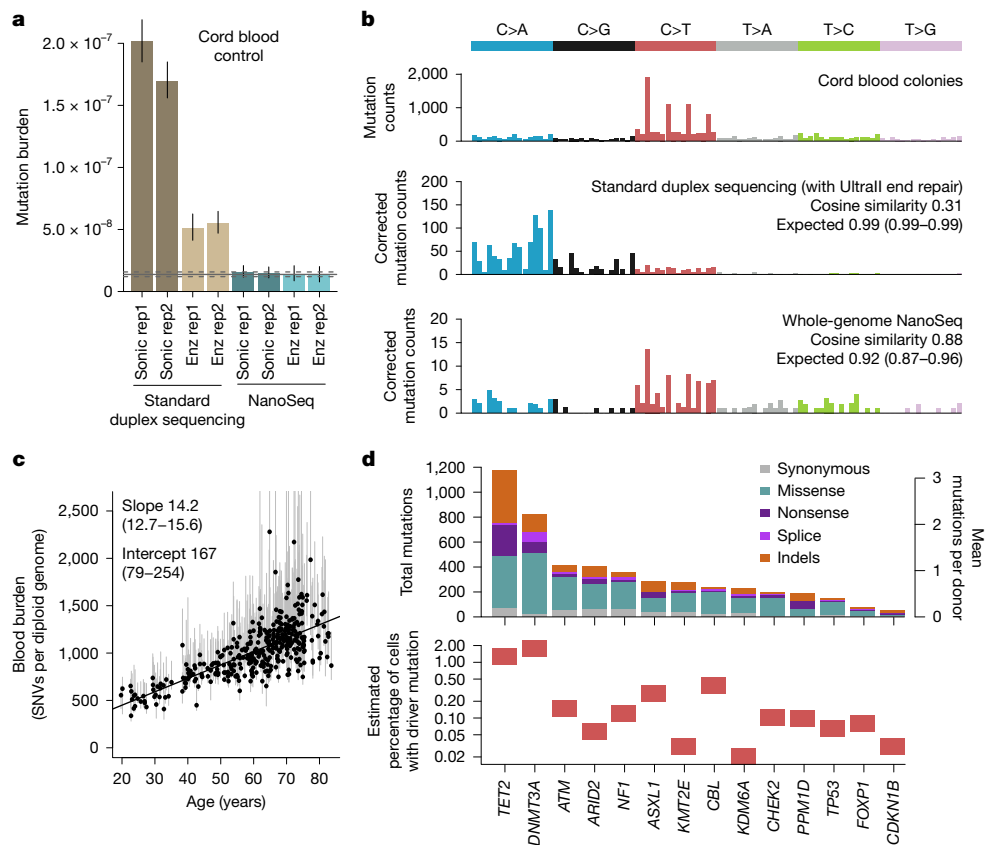 a
Cord blood
control
Mutation burden
2.0 × 10⁻⁷
1.5 × 10⁻⁷
1.0 × 10⁻⁷
5.0 × 10⁻⁸
0
Sonic rep1
Sonic rep2
Enz rep1
Enz rep2
Sonic rep1
Sonic rep2
Enz rep1
Enz rep2
Standard
duplex sequencing
NanoSeq
b
C>A C>G C>T T>A T>C T>G
Mutation
counts
2,000
1,000
0
Cord blood colonies
Corrected
mutation counts
200
150
100
50
0
Standard duplex sequencing (with UltraII end repair)
Cosine similarity 0.31
Expected 0.99 (0.99–0.99)
Corrected
mutation counts
20
15
10
5
0
Whole-genome NanoSeq
Cosine similarity 0.88
Expected 0.92 (0.87–0.96)
c
Slope 14.2
(12.7–15.6)
Intercept 167
(79–254)
Blood burden
(SNVs per diploid genome)
2,500
2,000
1,500
1,000
500
0
20 30 40 50 60 70 80
Age (years)
d
Total mutations
1,200
1,000
800
600
400
200
0
Synonymous
Missense
Nonsense
Splice
Indels
3
2
1
0
Mean
mutations per donor
Estimated
percentage of cells
with driver mutation
2.00
1.00
0.50
0.20
0.10
0.05
0.02
TET2
DNMT3A
ATM
ARID2
NF1
ASXL1
KMT2E
CBL
KDM6A
CHEK2
PPM1D
TP53
FOXP1
CDKN1B